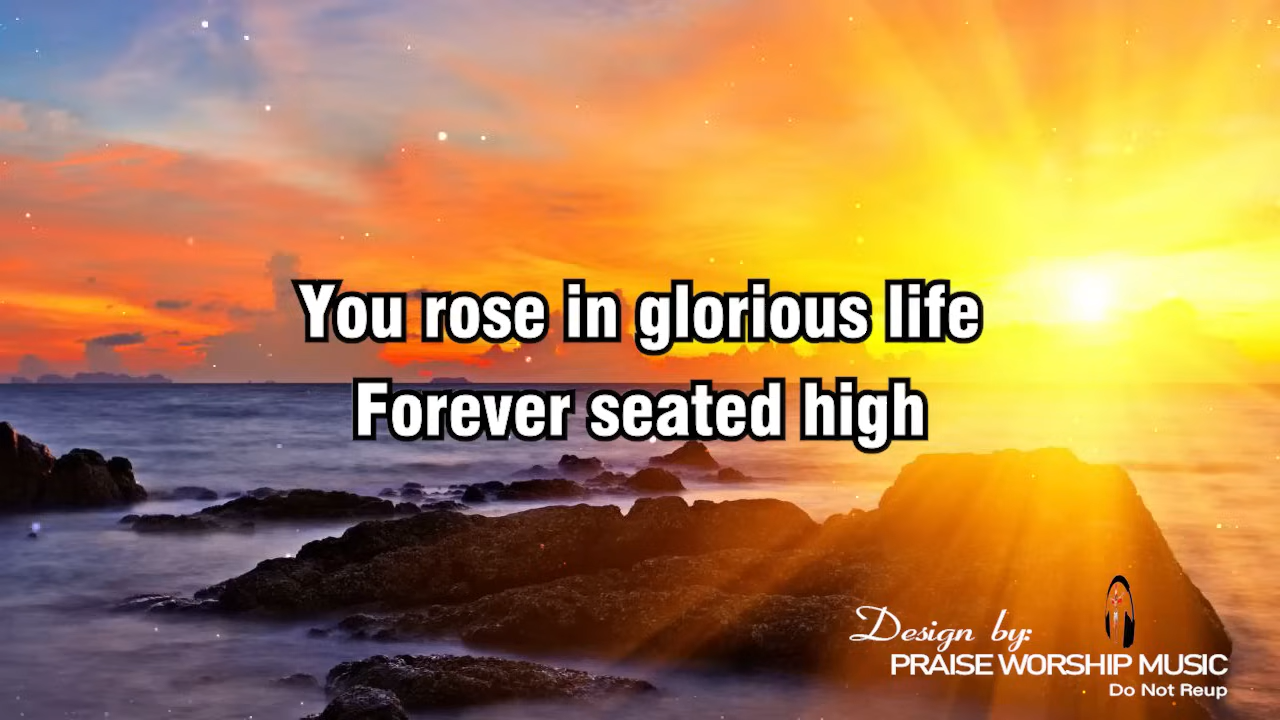 You rose in glorious life
Forever seated high
Design by:
PRAISE WORSHIP MUSIC
Do Not Reup